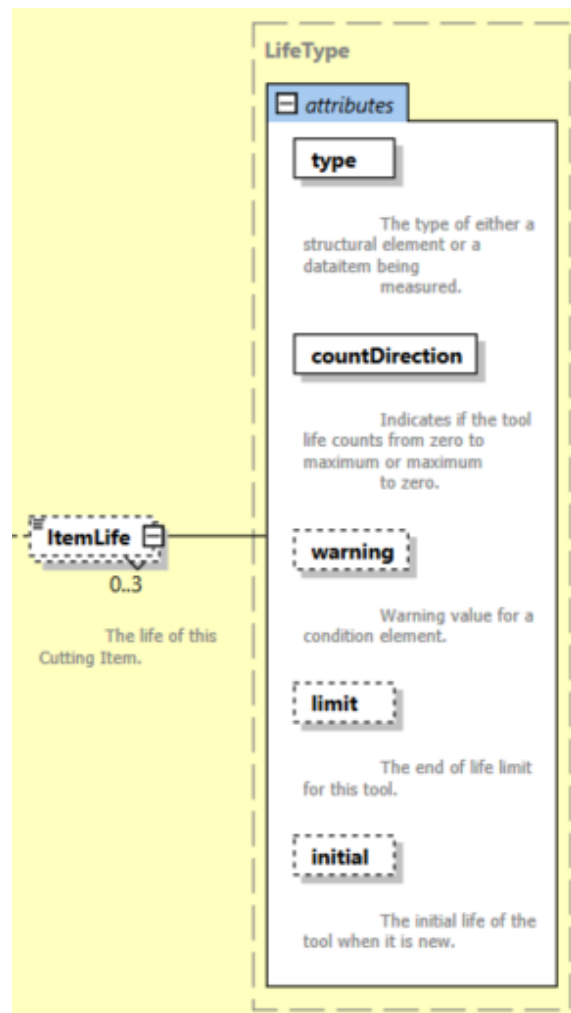 LifeType
attributes
type
The type of either a
structural element or a
dataitem being
measured.
countDirection
Indicates if the tool
life counts from zero to
maximum or maximum
to zero.
ItemLife
0..3
The life of this
Cutting Item.
warning
Warning value for a
condition element.
limit
The end of life limit
for this tool.
initial
The initial life of the
tool when it is new.